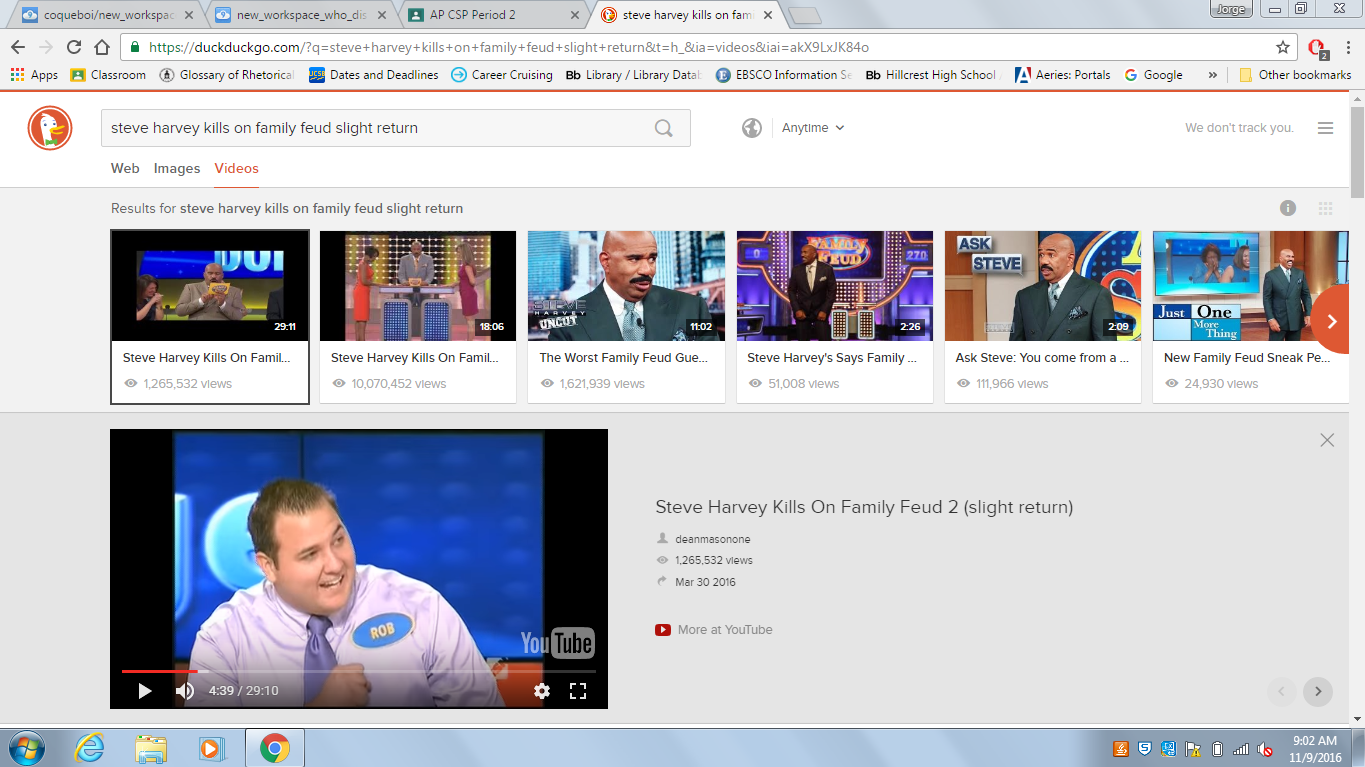 coqueboi/new_workspac
new_workspace_who_dis
AP CSP Period 2
steve harvey kills on fam
Jorge
https://duckduckgo.com/?q=steve+harvey+kills+on+family+feud+slight+return&t=h_&ia=videos&iai=akX9LxJK84o
2
Apps Classroom Glossary of Rhetorical UCSB Dates and Deadlines Career Cruising Bb Library / Library Datab EBSCO Information Se Bb Hillcrest High School Aeries: Portals G Google » Other bookmarks
steve harvey kills on family feud slight return
Anytime
We don't track you.
Web Images Videos
Results for steve harvey kills on family feud slight return
29:11
18:06
STEVE HARVEY UNCUT
11:02
FAMILY FEUD
0
270
2:26
ASK STEVE
2:09
Just One More Thing
Steve Harvey Kills On Famil...
1,265,532 views
Steve Harvey Kills On Famil...
10,070,452 views
The Worst Family Feud Gue...
1,621,939 views
Steve Harvey's Says Family ...
51,008 views
Ask Steve: You come from a ...
111,966 views
New Family Feud Sneak Pe...
24,930 views
ROB
YouTube
4:39 / 29:10
Steve Harvey Kills On Family Feud 2 (slight return)
deanmasonone
1,265,532 views
Mar 30 2016
More at YouTube
9:02 AM
11/9/2016